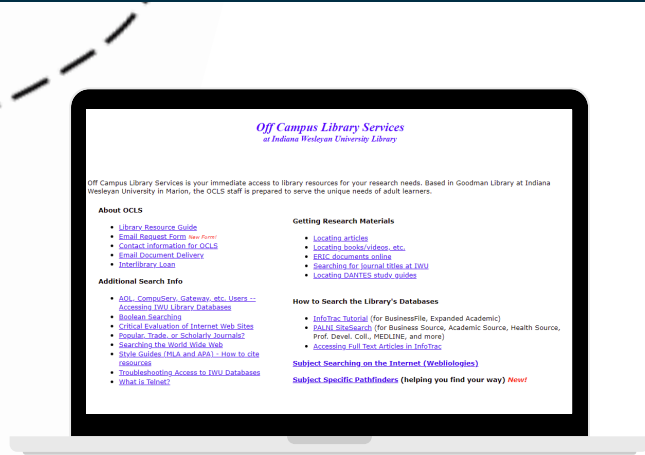 Off Campus Library Services
at Indiana Wesleyan University Library
Off Campus Library Services is your immediate access to library resources for your research needs. Based in Goodman Library at Indiana
Wesleyan University in Marion, the OCLS staff is prepared to serve the unique needs of adult learners.
About OCLS
Library Resource Guide
Email Request Form New Form!
Contact information for OCLS
Email Document Delivery
Interlibrary Loan
Additional Search Info
AOL, CompuServ, Gateway, etc. Users --
Accessing IWU Library Databases
Boolean Searching
Critical Evaluation of Internet Web Sites
Popular, Trade, or Scholarly Journals?
Searching the World Wide Web
Style Guides (MLA and APA) - How to cite
resources
Troubleshooting Access to IWU Databases
What is Telnet?
Getting Research Materials
Locating articles
Locating books/videos, etc.
ERIC documents online
Searching for journal titles at IWU
Locating DANTES study guides
How to Search the Library's Databases
InfoTrac Tutorial (for BusinessFile, Expanded Academic)
PALNI SiteSearch (for Business Source, Academic Source, Health Source,
Prof. Devel. Coll., MEDLINE, and more)
Accessing Full Text Articles in InfoTrac
Subject Searching on the Internet (Webliologies)
Subject Specific Pathfinders (helping you find your way) New!